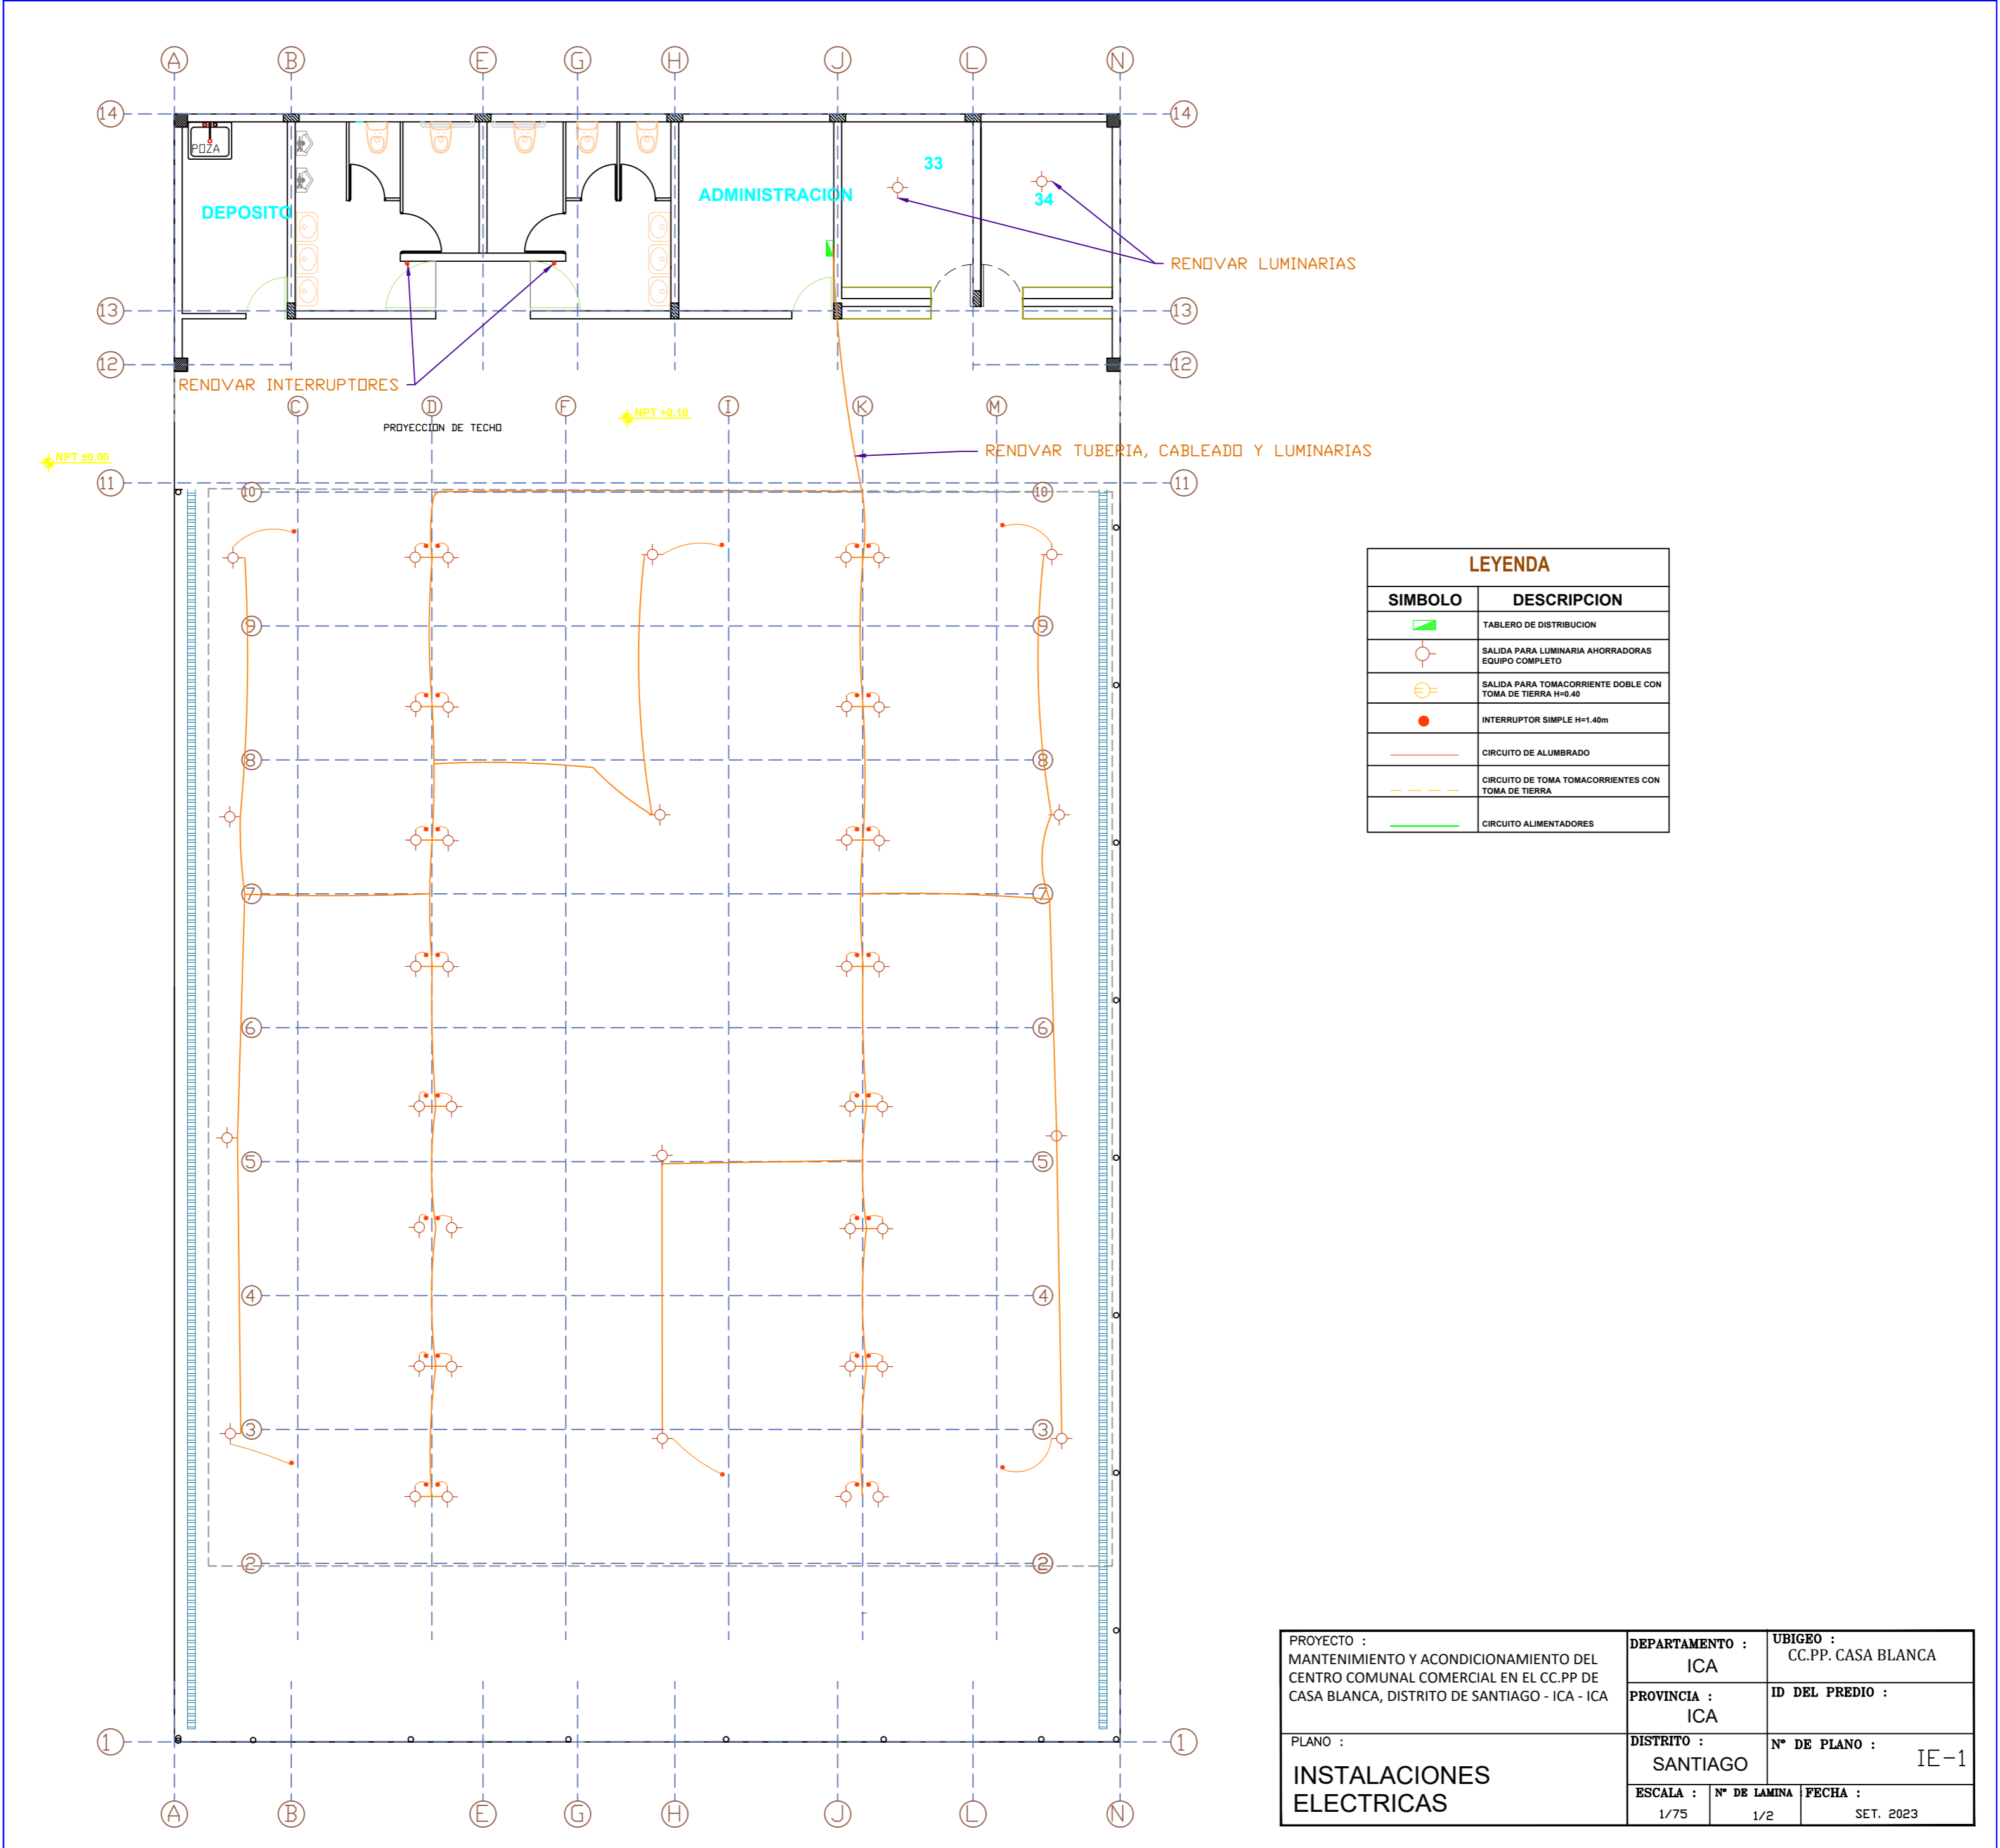 A B E G H J L N
14 14
POZA
33
DEPOSITO
ADMINISTRACION
34
RENOVAR LUMINARIAS
13 13
12 12
RENOVAR INTERRUPTORES
C D F I K M
NPT +0.10
PROYECCION DE TECHO
RENOVAR TUBERIA, CABLEADO Y LUMINARIAS
NPT ±0.00
11 11
10 10
9 9
8 8
7 7
6 6
5 5
4 4
3 3
2 2
1 1
A B E G H J L N
LEYENDA
SIMBOLO DESCRIPCION
TABLERO DE DISTRIBUCION
SALIDA PARA LUMINARIA AHORRADORAS
EQUIPO COMPLETO
SALIDA PARA TOMACORRIENTE DOBLE CON
TOMA DE TIERRA H=0.40
INTERRUPTOR SIMPLE H=1.40m
CIRCUITO DE ALUMBRADO
CIRCUITO DE TOMA TOMACORRIENTES CON
TOMA DE TIERRA
CIRCUITO ALIMENTADORES
PROYECTO :
MANTENIMIENTO Y ACONDICIONAMIENTO DEL
CENTRO COMUNAL COMERCIAL EN EL CC.PP DE
CASA BLANCA, DISTRITO DE SANTIAGO - ICA - ICA
DEPARTAMENTO :
ICA
UBIGEO :
CC.PP. CASA BLANCA
PROVINCIA :
ICA
ID DEL PREDIO :
PLANO :
INSTALACIONES
ELECTRICAS
DISTRITO :
SANTIAGO
N° DE PLANO :
IE-1
ESCALA :
1/75
N° DE LAMINA :
1/2
FECHA :
SET. 2023